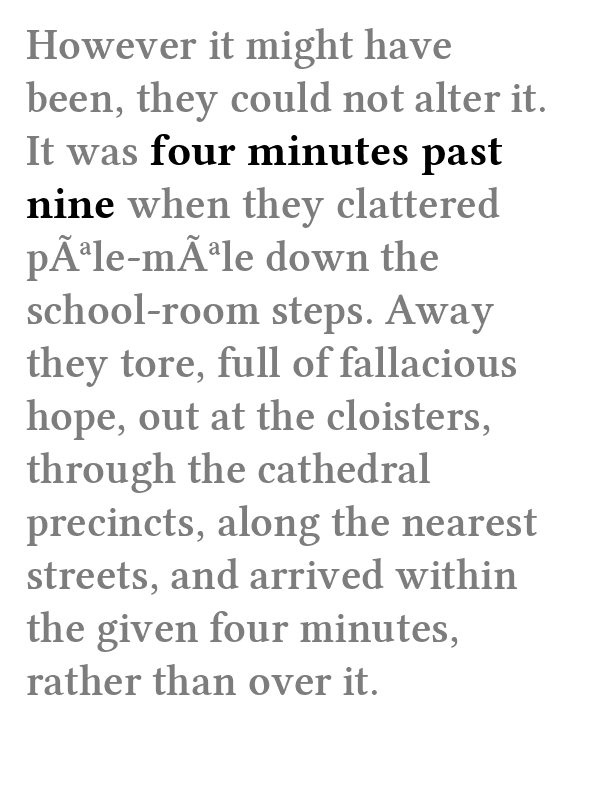 However it might have
been, they could not alter it.
It was four minutes past
nine when they clattered
pÃªle-mÃªle down the
school-room steps. Away
they tore, full of fallacious
hope, out at the cloisters,
through the cathedral
precincts, along the nearest
streets, and arrived within
the given four minutes,
rather than over it.